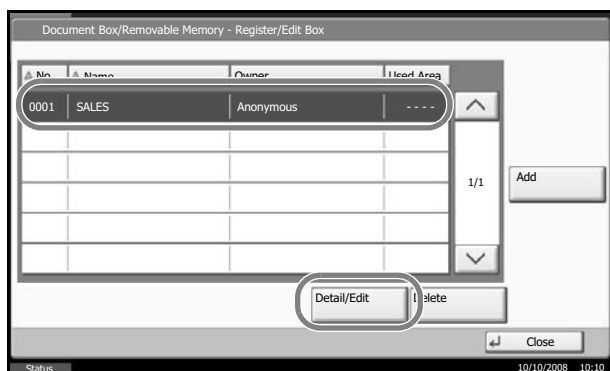 Document Box/Removable Memory - Register/Edit Box
No. Name Owner Used Area
0001 SALES Anonymous - - - -
1/1
Add
Detail/Edit Delete
Close
Status 10/10/2008 10:10